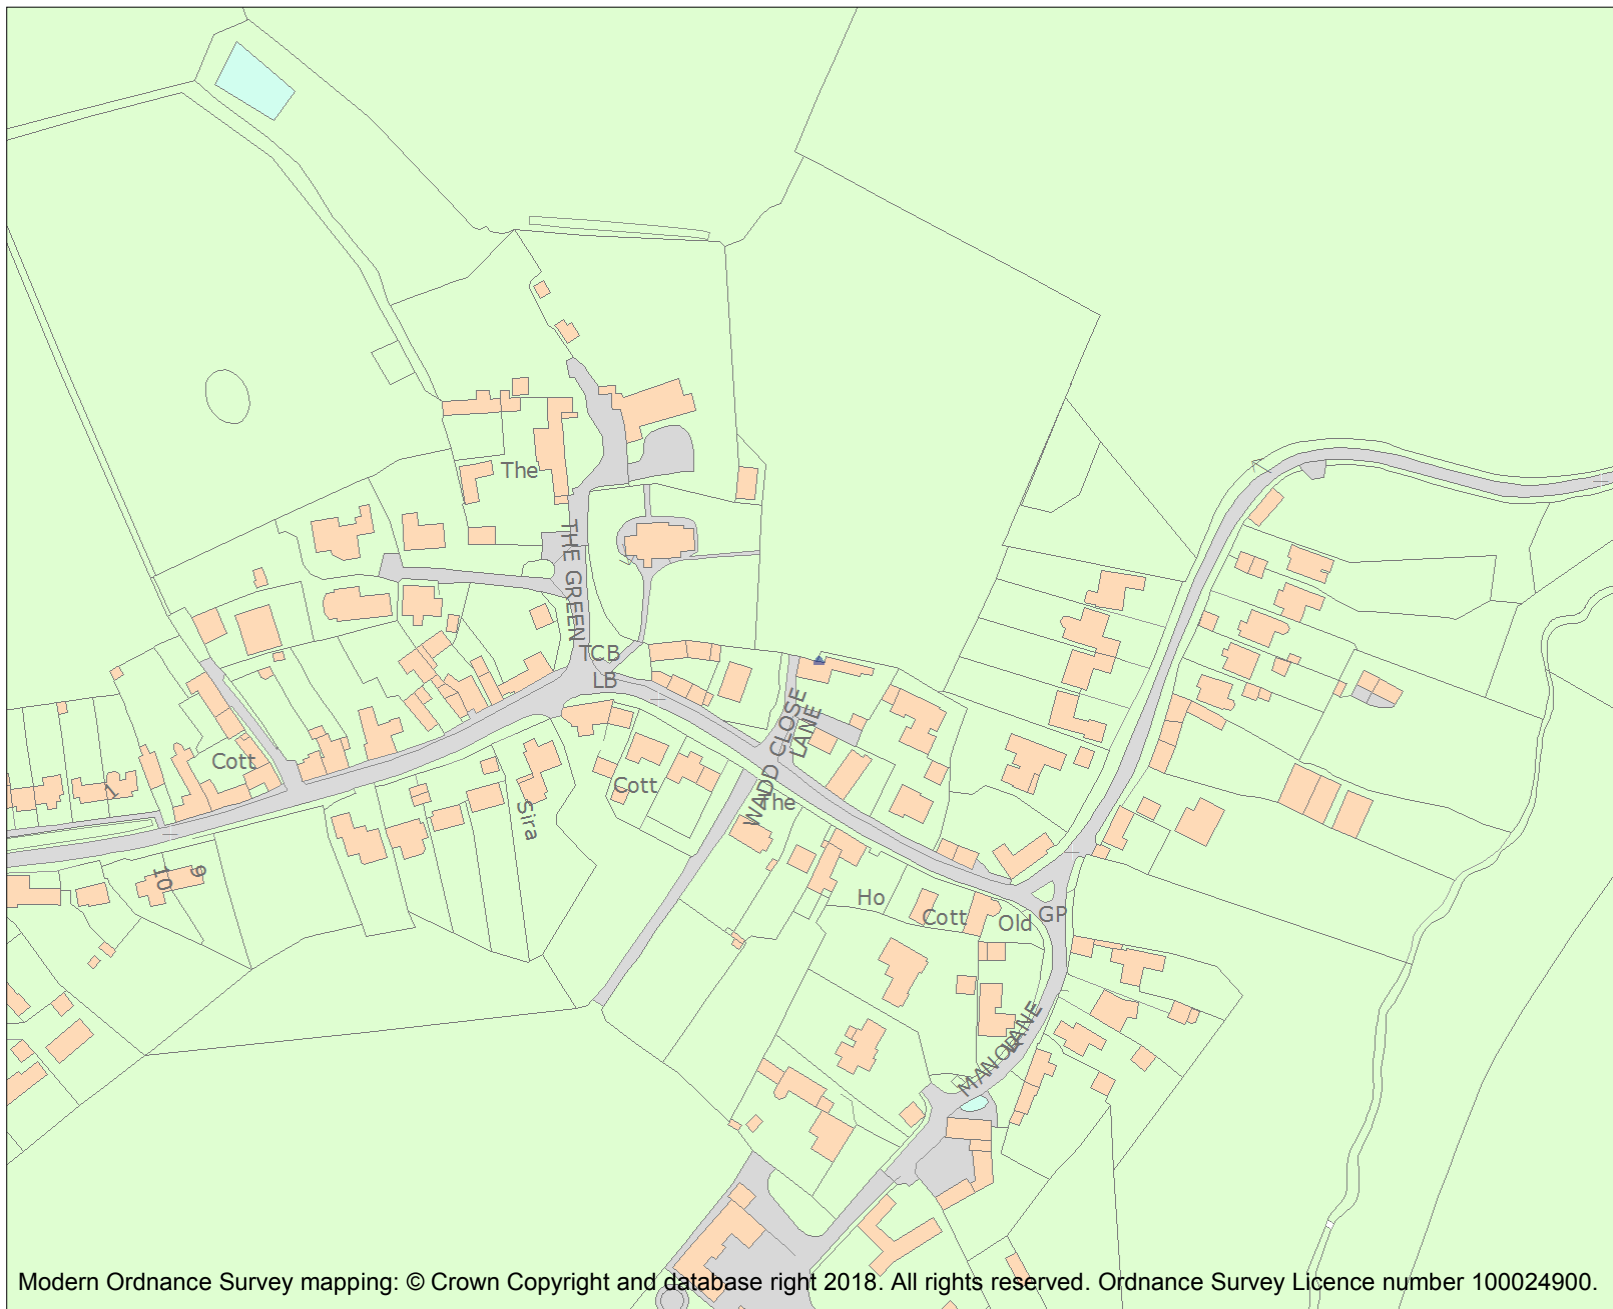 The
THE GREEN
TCB
LB
WADD CLOSE
LANE
Cott
1
Cott
The
Sira
10
9
Ho
Cott
Old
GP
MANOR
LANE
Modern Ordnance Survey mapping: © Crown Copyright and database right 2018. All rights reserved. Ordnance Survey Licence number 100024900.